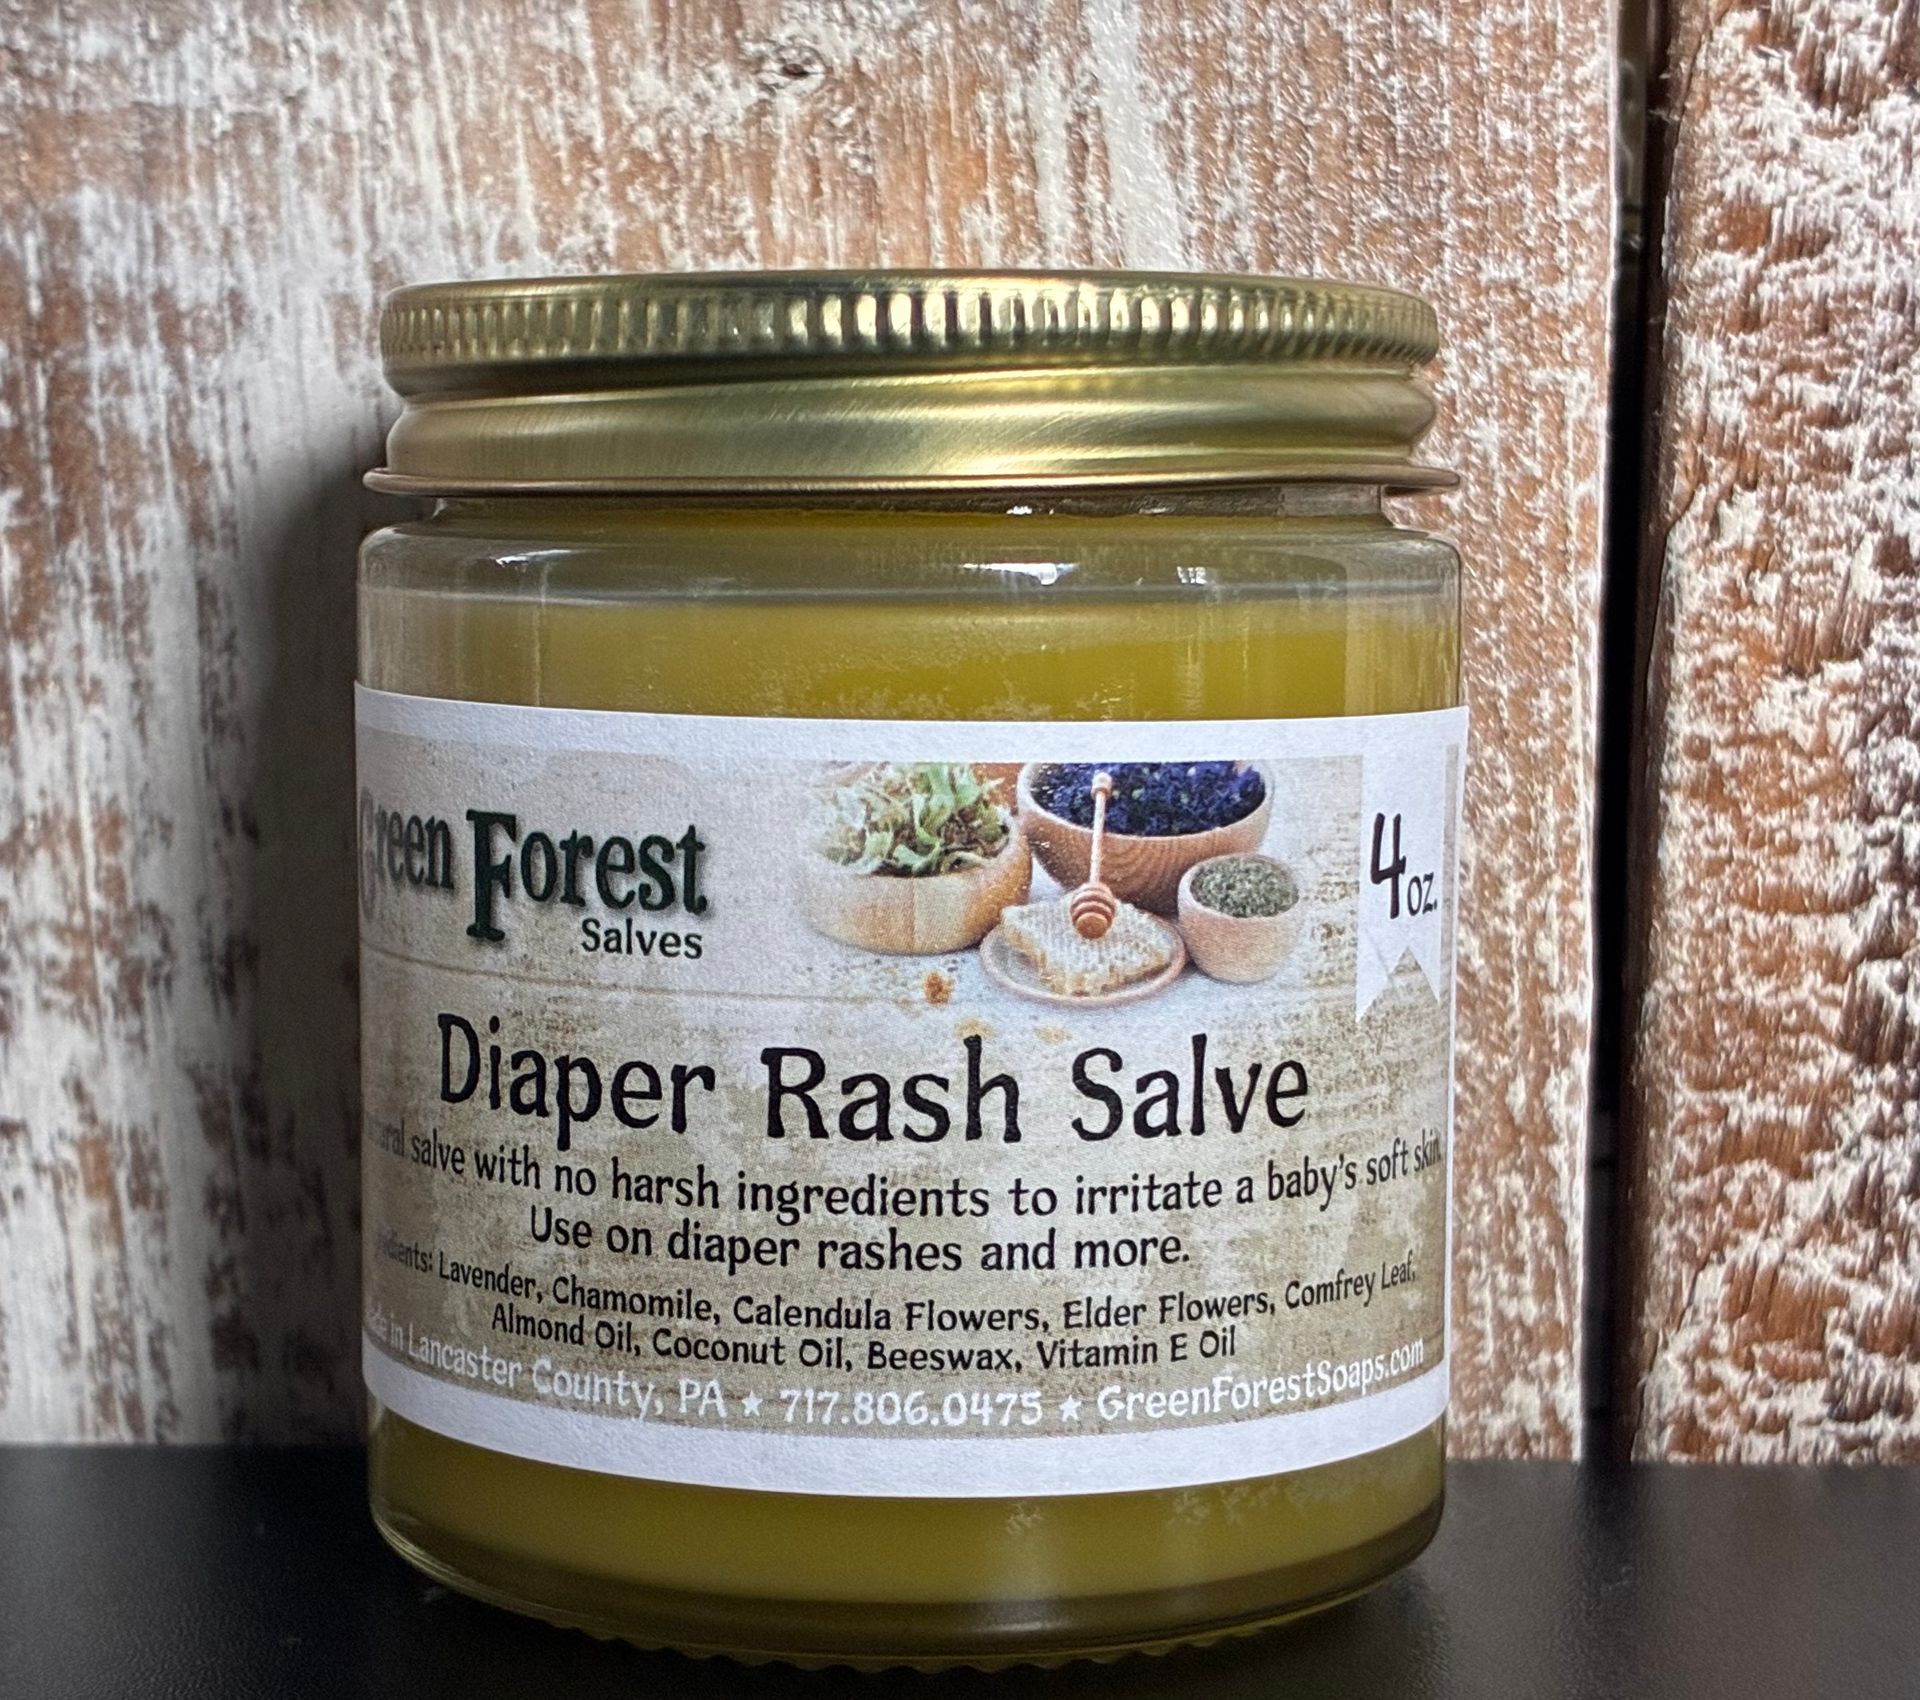 Green Forest
Salves
4 oz.
Diaper Rash Salve
salve with no harsh ingredients to irritate a baby's soft skin.
Use on diaper rashes and more.
Lavender, Chamomile, Calendula Flowers, Elder Flowers, Comfrey Leaf,
Almond Oil, Coconut Oil, Beeswax, Vitamin E Oil
in Lancaster County, PA ★ 717.806.0475 ★ GreenForestSoaps.com